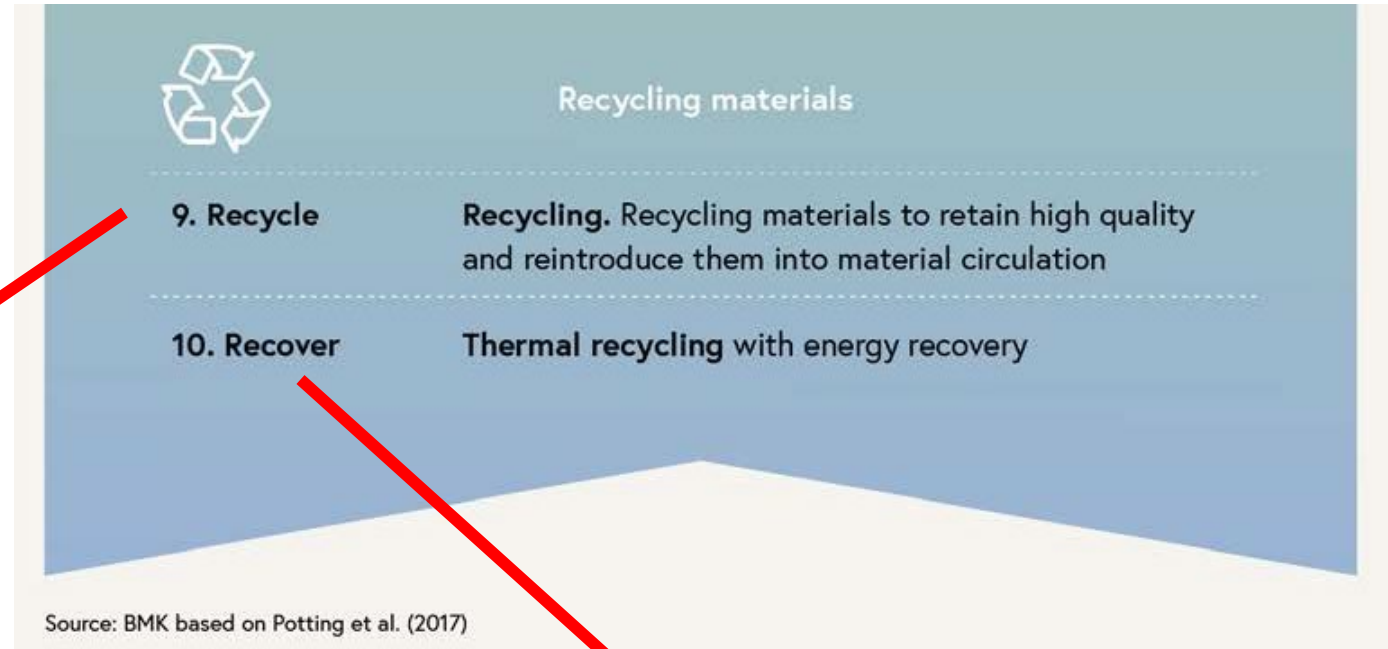 Recycling materials
9. Recycle Recycling. Recycling materials to retain high quality
and reintroduce them into material circulation
10. Recover Thermal recycling with energy recovery
Source: BMK based on Potting et al. (2017)